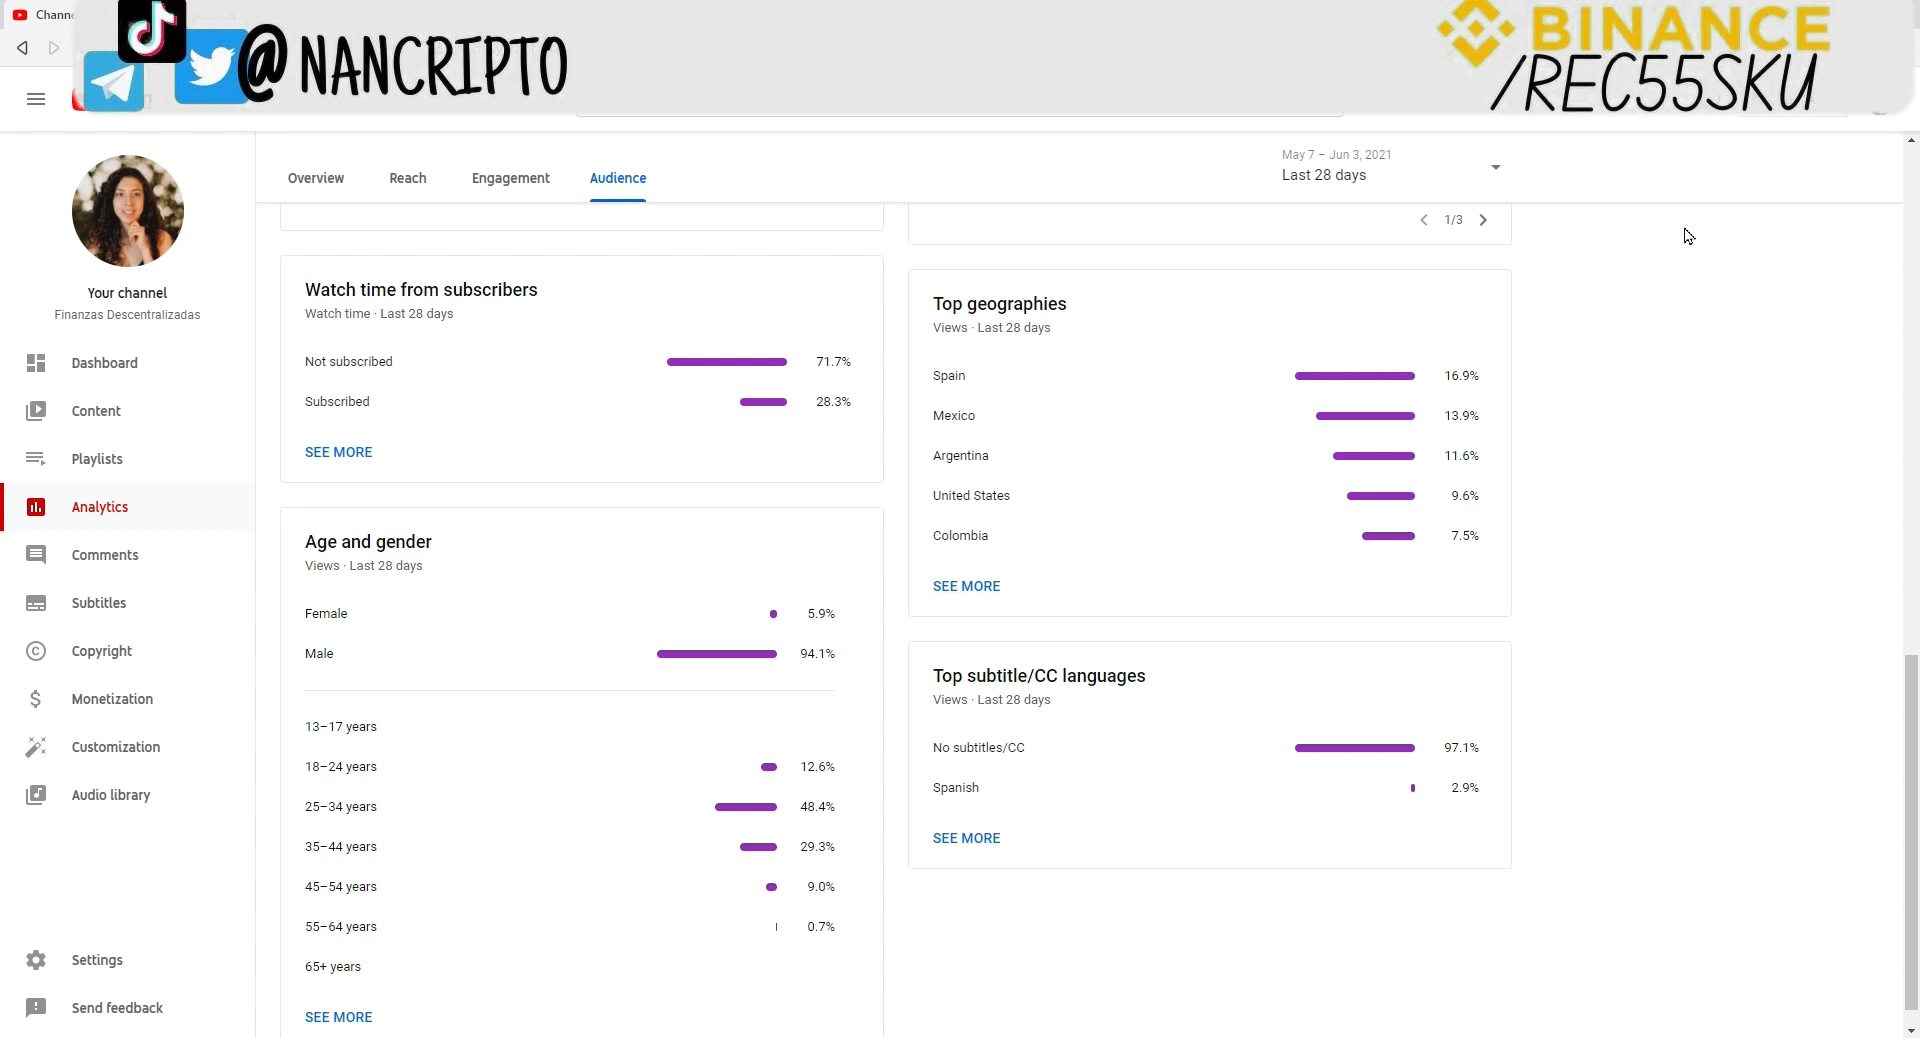 Chann
@NANCRIPTO
BINANCE
/REC55SKU
Your channel
Finanzas Descentralizadas
Dashboard
Content
Playlists
Analytics
Comments
Subtitles
Copyright
Monetization
Customization
Audio library
Settings
Send feedback
Overview
Reach
Engagement
Audience
May 7 – Jun 3, 2021
Last 28 days
1/3
Watch time from subscribers
Watch time · Last 28 days
Not subscribed 71.7%
Subscribed 28.3%
SEE MORE
Age and gender
Views · Last 28 days
Female 5.9%
Male 94.1%
13–17 years
18–24 years 12.6%
25–34 years 48.4%
35–44 years 29.3%
45–54 years 9.0%
55–64 years 0.7%
65+ years
SEE MORE
Top geographies
Views · Last 28 days
Spain 16.9%
Mexico 13.9%
Argentina 11.6%
United States 9.6%
Colombia 7.5%
SEE MORE
Top subtitle/CC languages
Views · Last 28 days
No subtitles/CC 97.1%
Spanish 2.9%
SEE MORE